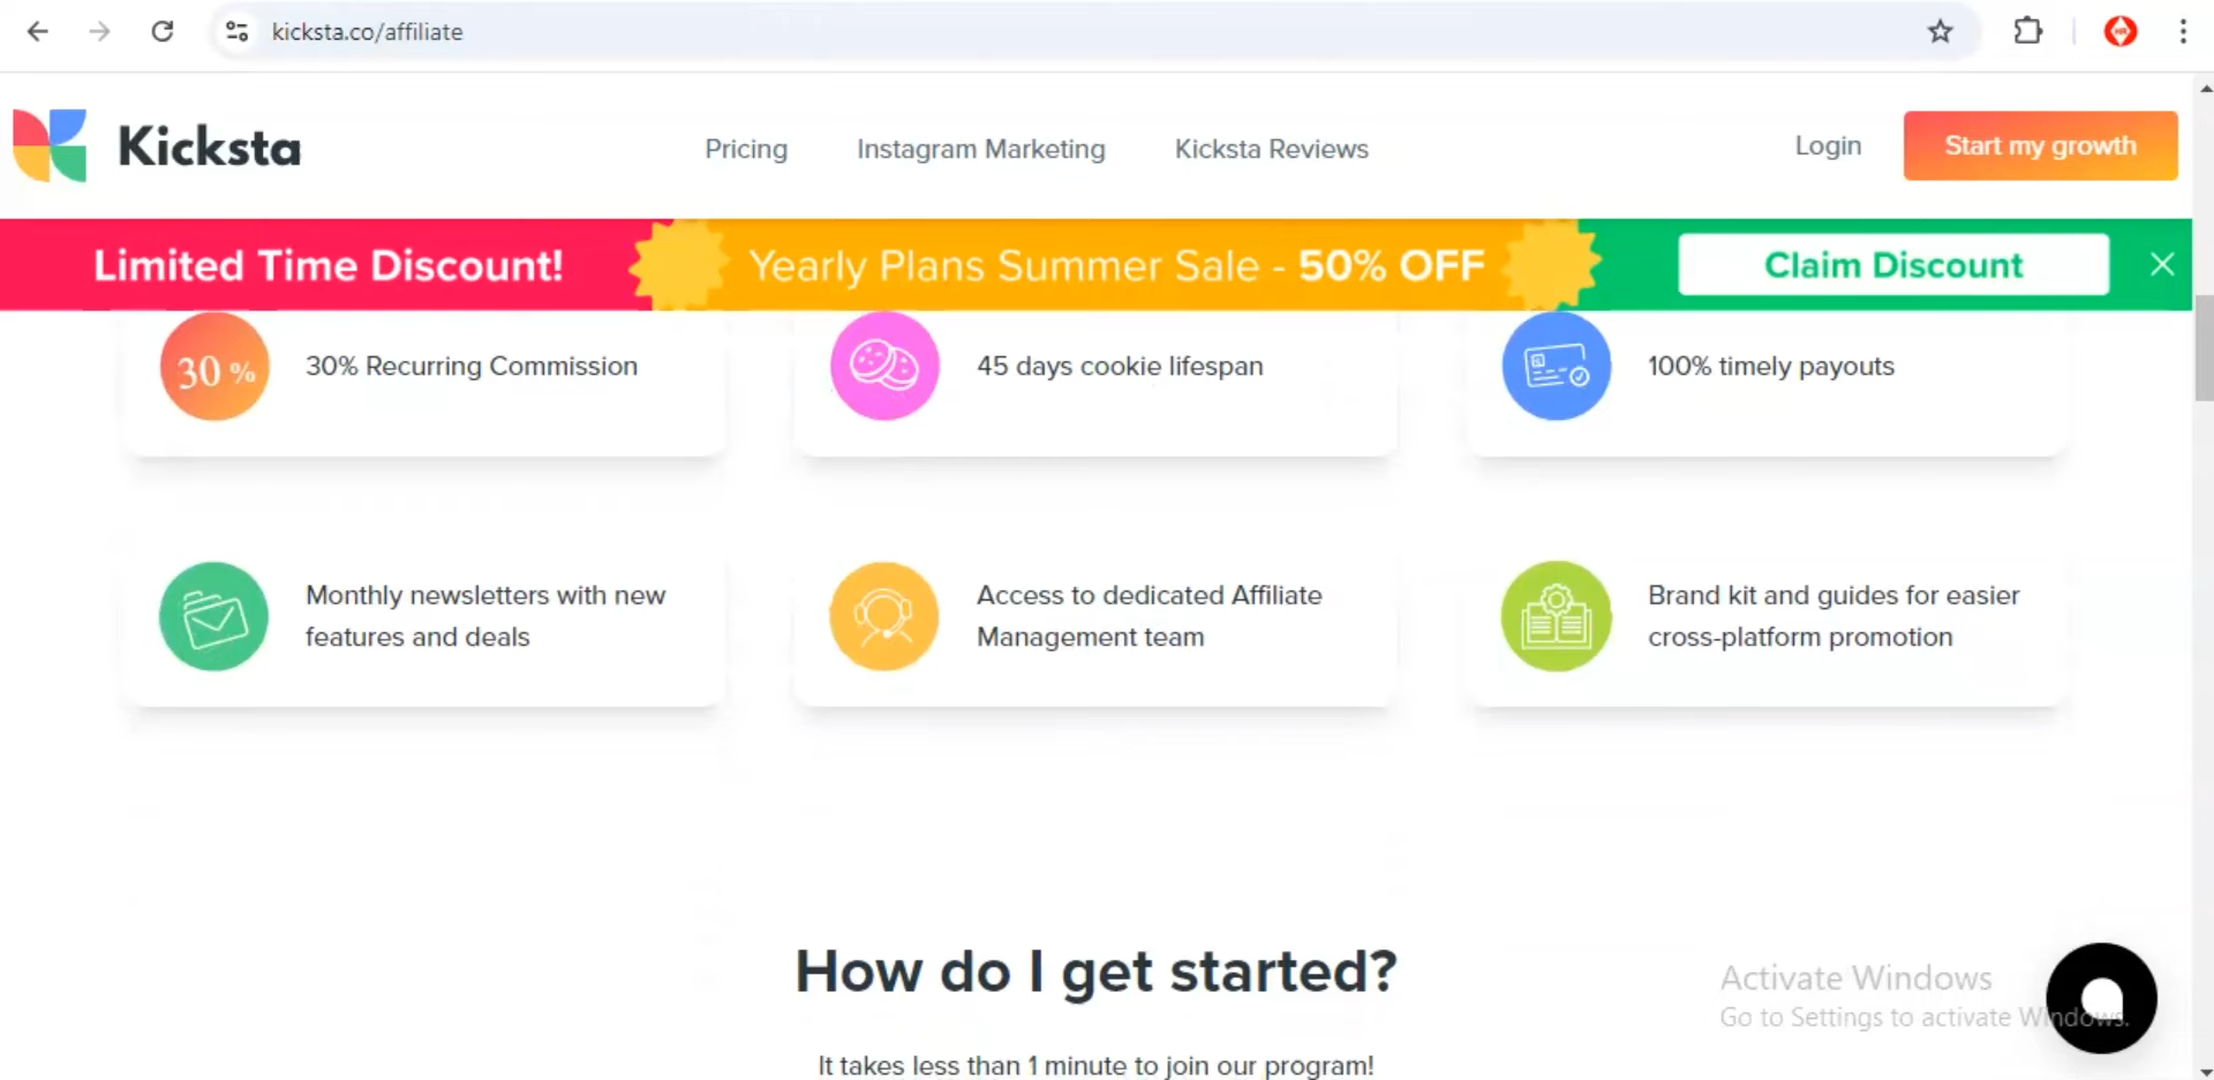 kicksta.co/affiliate
Kicksta
Pricing
Instagram Marketing
Kicksta Reviews
Login
Start my growth
Limited Time Discount!
Yearly Plans Summer Sale - 50% OFF
Claim Discount
30 %
30% Recurring Commission
45 days cookie lifespan
100% timely payouts
Monthly newsletters with new
features and deals
Access to dedicated Affiliate
Management team
Brand kit and guides for easier
cross-platform promotion
How do I get started?
It takes less than 1 minute to join our program!
Activate Windows
Go to Settings to activate Windows.